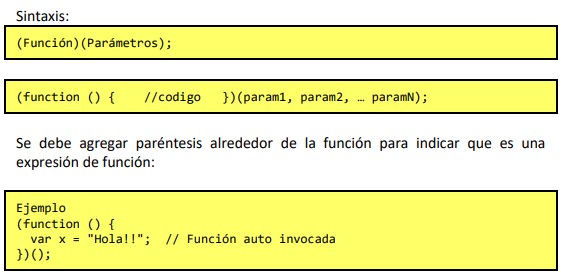 Sintaxis:
(Función)(Parámetros);
(function () {    //codigo   })(param1, param2, … paramN);
Se debe agregar paréntesis alrededor de la función para indicar que es una
expresión de función:
Ejemplo
(function () {
  var x = "Hola!!";  // Función auto invocada
})();